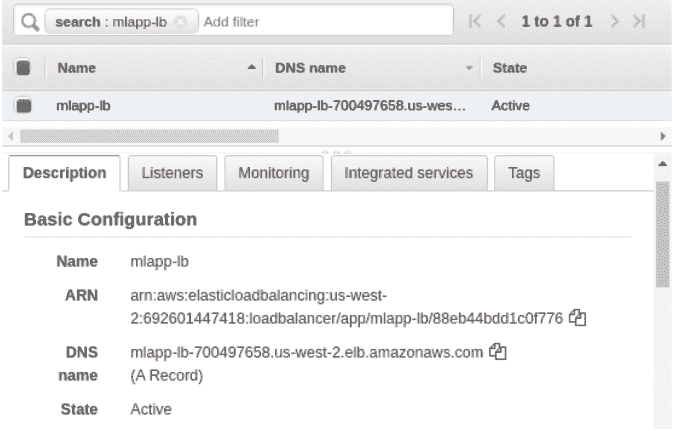 search : mlapp-lb Add filter 1 to 1 of 1
Name DNS name State
mlapp-lb mlapp-lb-700497658.us-wes... Active
Description Listeners Monitoring Integrated services Tags
Basic Configuration
Name mlapp-lb
ARN arn:aws:elasticloadbalancing:us-west-
2:692601447418:loadbalancer/app/mlapp-lb/88eb44bdd1c0f776
DNS mlapp-lb-700497658.us-west-2.elb.amazonaws.com
name (A Record)
State Active